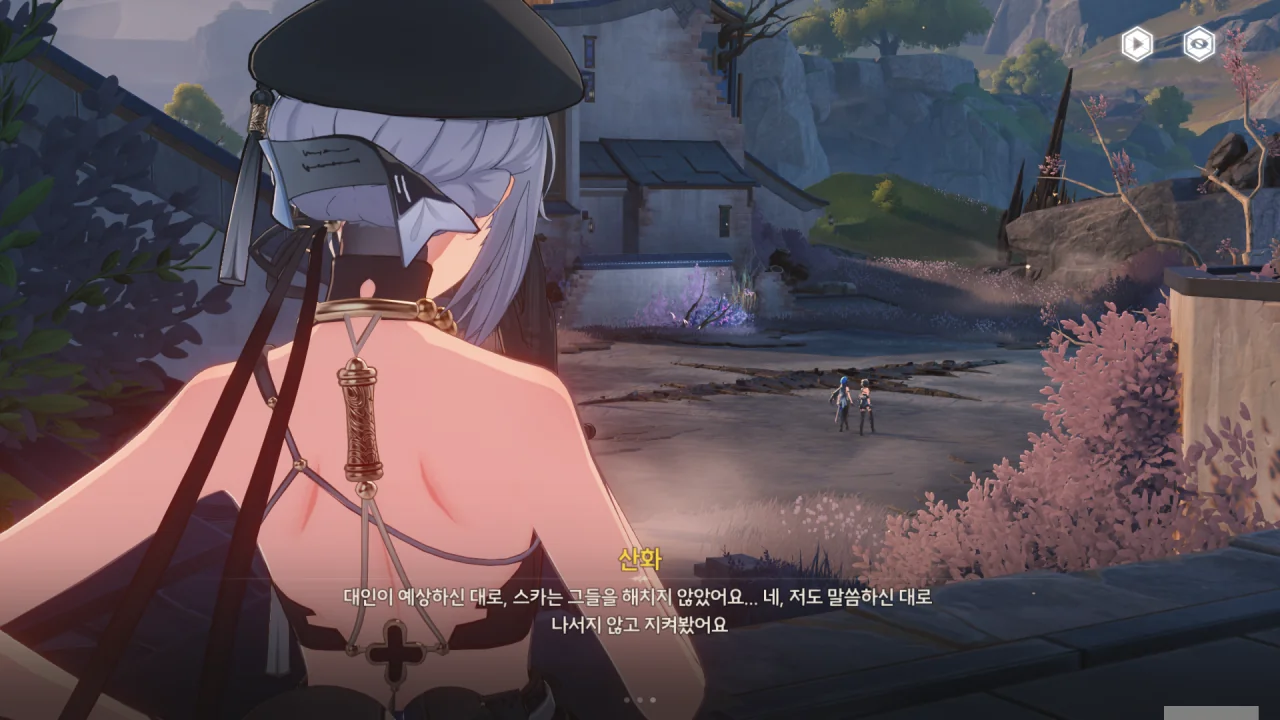 산화
대인이 예상하신 대로, 스카는 그들을 해치지 않았어요... 네, 저도 말씀하신 대로
나서지 않고 지켜봤어요